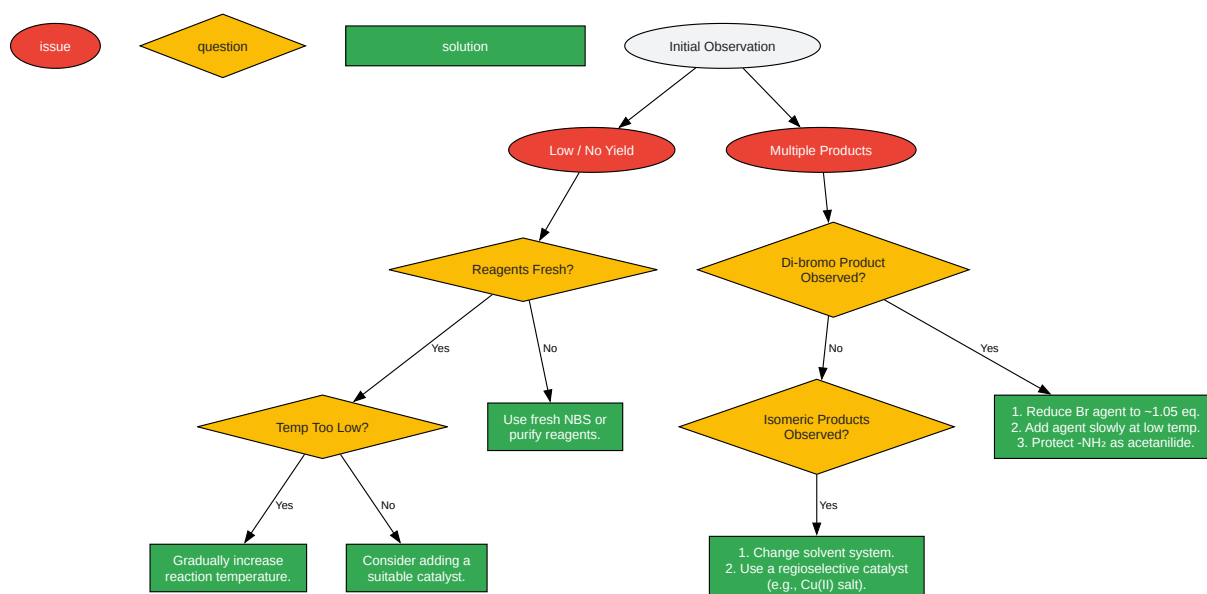 issue
question
solution
Initial Observation
Low / No Yield
Multiple Products
Reagents Fresh?
Di-bromo Product
Observed?
Yes
No
No
Yes
Temp Too Low?
Use fresh NBS or
purify reagents.
Isomeric Products
Observed?
1. Reduce Br agent to ~1.05 eq.
2. Add agent slowly at low temp.
3. Protect -NH₂ as acetanilide.
Yes
No
Yes
Gradually increase
reaction temperature.
Consider adding a
suitable catalyst.
1. Change solvent system.
2. Use a regioselective catalyst
(e.g., Cu(II) salt).